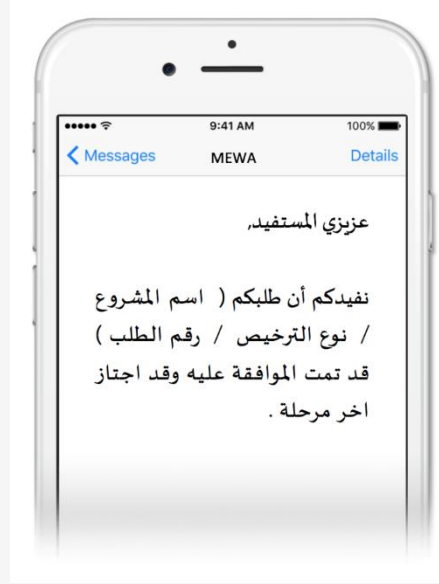 9:41 AM
100%
Messages
MEWA
Details
عزيزي المستفيد,
نفيدكم أن طلبكم ( اسم المشروع
/ نوع الترخيص / رقم الطلب )
قد تمت الموافقة عليه وقد اجتاز
اخر مرحلة .